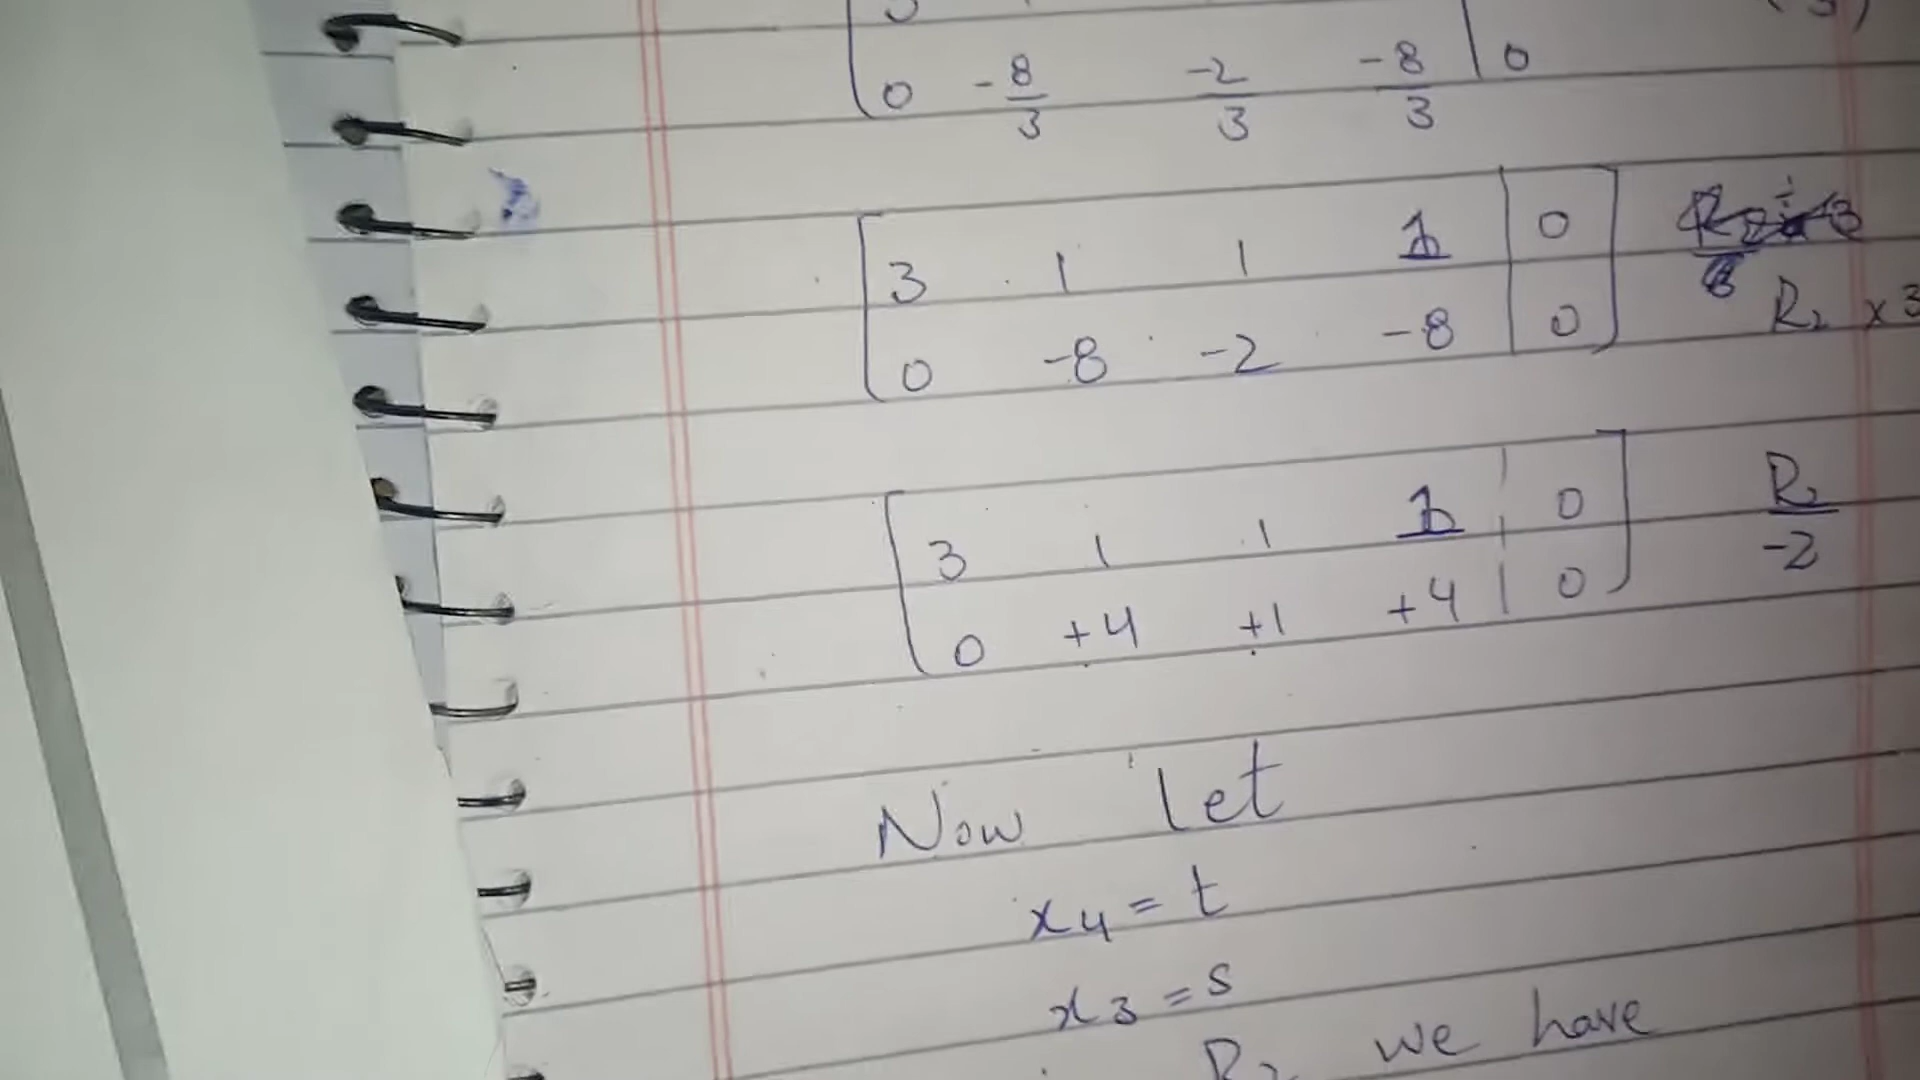 0 -8/3 -2/3 -8/3 | 0
3 1 1 1 | 0
0 -8 -2 -8 | 0 R₂ x 3
3 1 1 1 | 0 R₂/-2
0 +4 +1 +4 | 0
Now let
x₄ = t
x₃ = s
R₂ we have